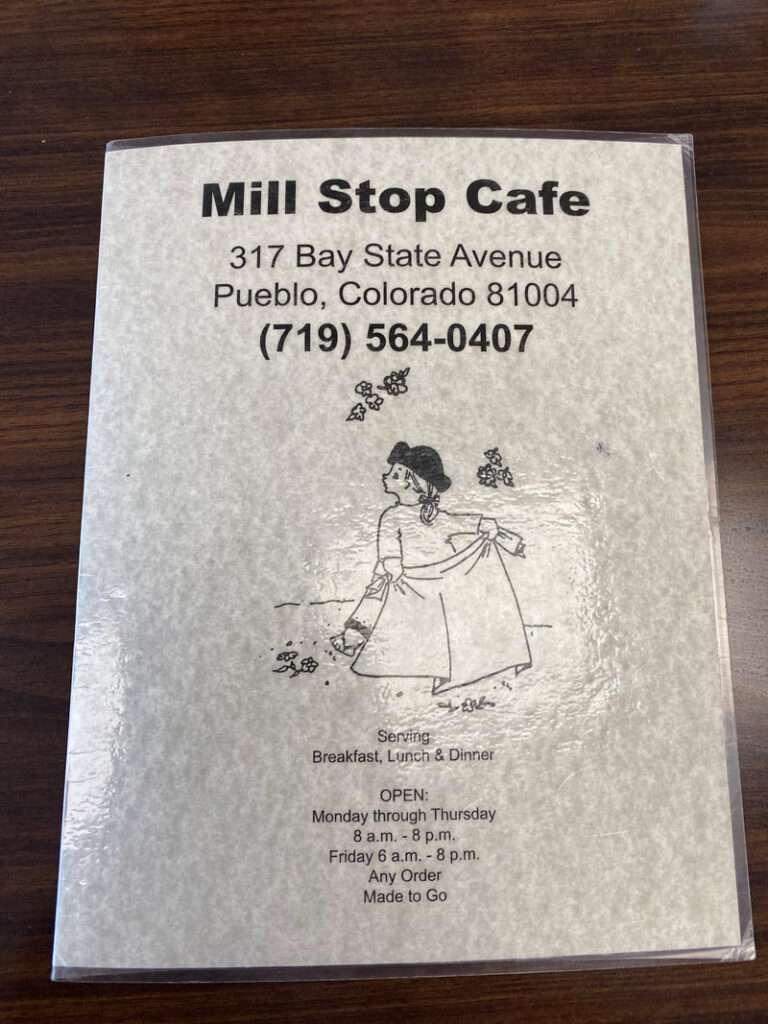 Mill Stop Cafe
317 Bay State Avenue
Pueblo, Colorado 81004
(719) 564-0407
Serving
Breakfast, Lunch & Dinner
OPEN:
Monday through Thursday
8 a.m. - 8 p.m.
Friday 6 a.m. - 8 p.m.
Any Order
Made to Go